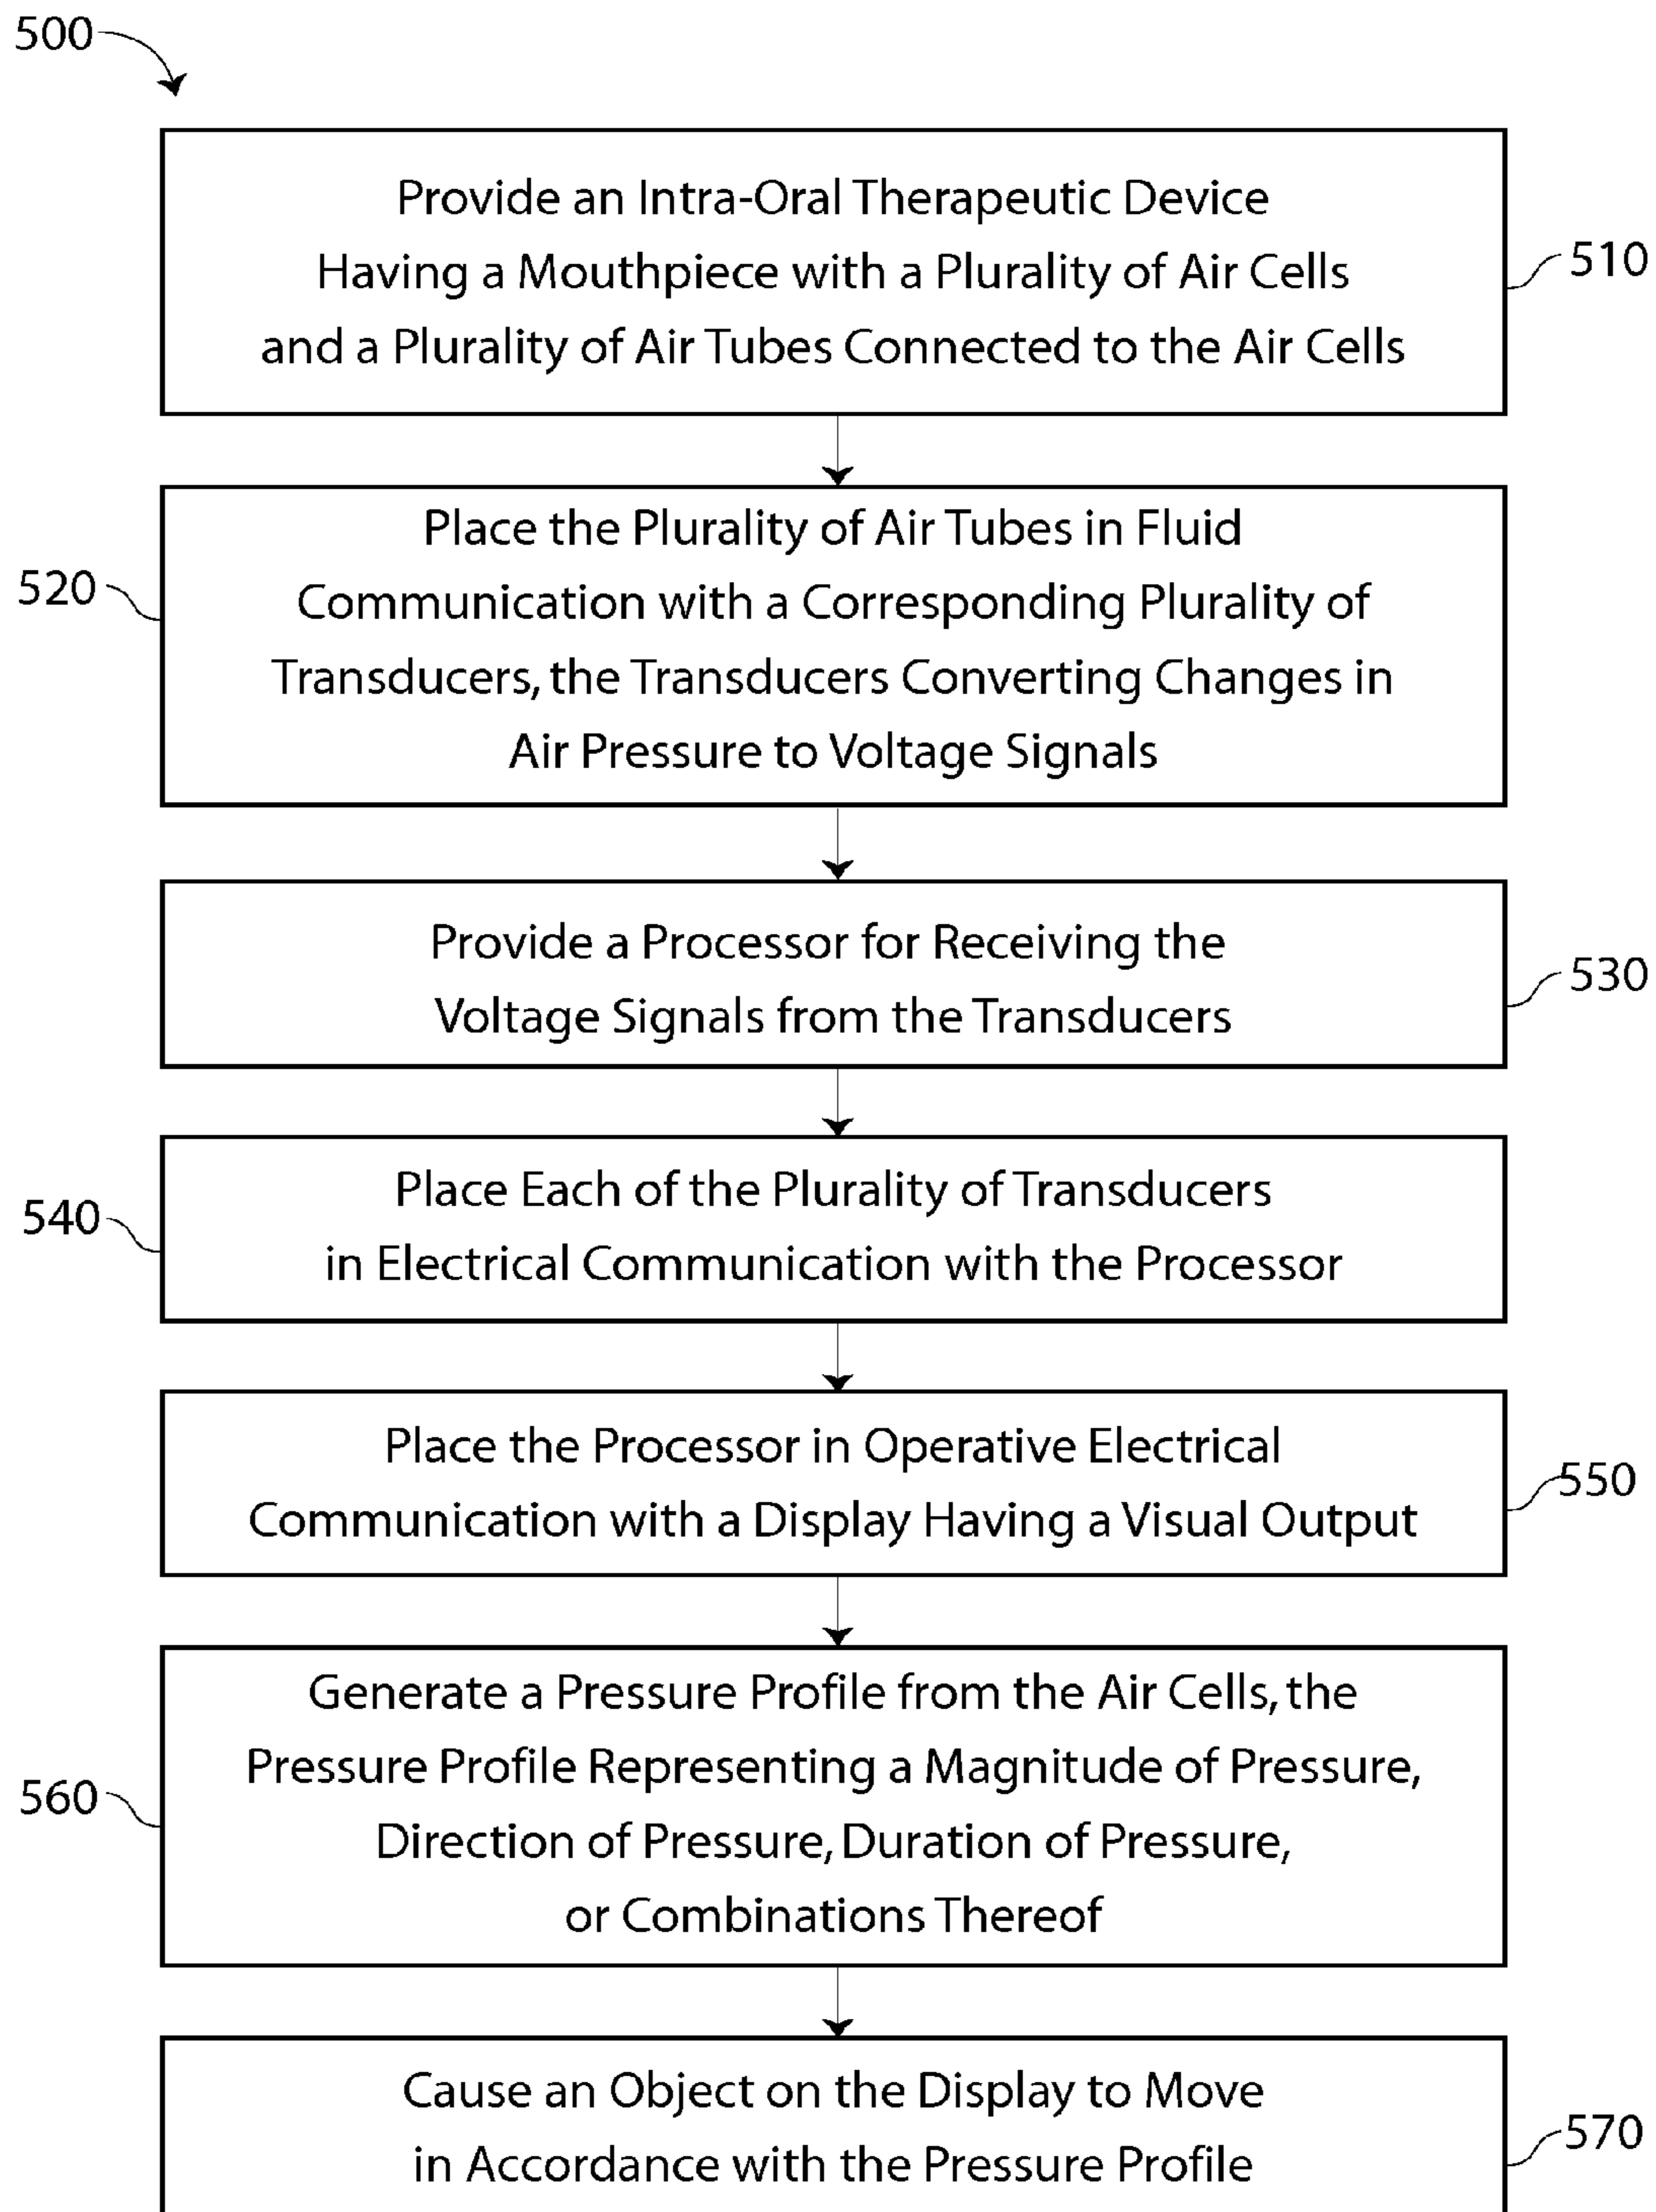 500
Provide an Intra-Oral Therapeutic Device
Having a Mouthpiece with a Plurality of Air Cells
and a Plurality of Air Tubes Connected to the Air Cells
510
Place the Plurality of Air Tubes in Fluid
Communication with a Corresponding Plurality of
Transducers, the Transducers Converting Changes in
Air Pressure to Voltage Signals
520
Provide a Processor for Receiving the
Voltage Signals from the Transducers
530
Place Each of the Plurality of Transducers
in Electrical Communication with the Processor
540
Place the Processor in Operative Electrical
Communication with a Display Having a Visual Output
550
Generate a Pressure Profile from the Air Cells, the
Pressure Profile Representing a Magnitude of Pressure,
Direction of Pressure, Duration of Pressure,
or Combinations Thereof
560
Cause an Object on the Display to Move
in Accordance with the Pressure Profile
570